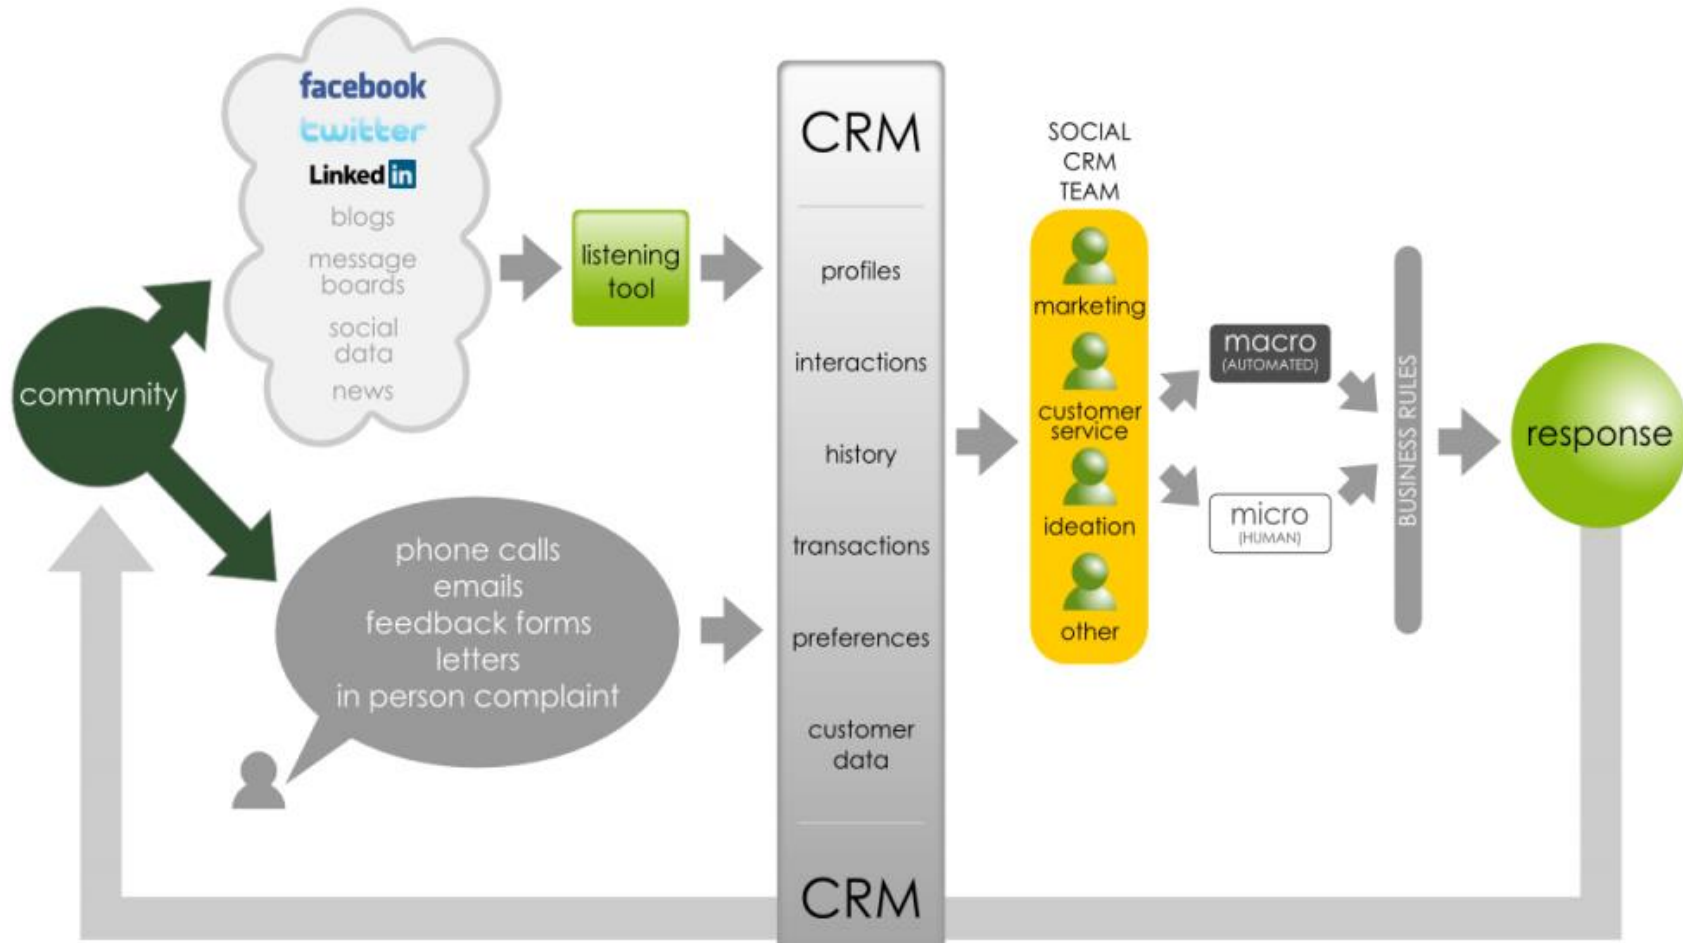 community
facebook
twitter
Linked in
blogs
message
boards
social
data
news
listening
tool
phone calls
emails
feedback forms
letters
in person complaint
CRM
profiles
interactions
history
transactions
preferences
customer
data
CRM
SOCIAL
CRM
TEAM
marketing
customer
service
ideation
other
macro
(AUTOMATED)
micro
(HUMAN)
BUSINESS RULES
response